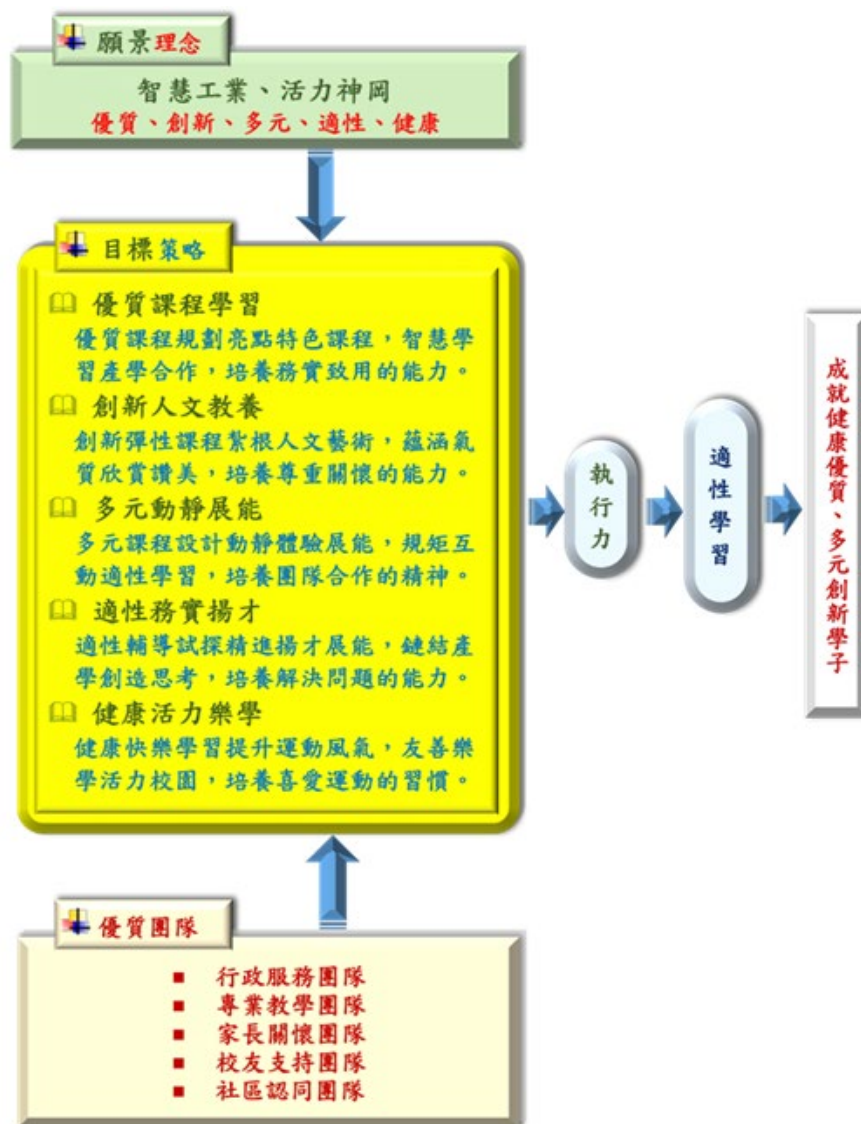 願景理念
智慧工業、活力神岡
優質、創新、多元、適性、健康
目標策略
優質課程學習
優質課程規劃亮點特色課程，智慧學
習產學合作，培養務實致用的能力。
創新人文教養
創新彈性課程紮根人文藝術，蘊涵氣
質欣賞讚美，培養尊重關懷的能力。
多元動靜展能
多元課程設計動靜體驗展能，規矩互
動適性學習，培養團隊合作的精神。
適性務實揚才
適性輔導試探精進揚才展能，鏈結產
學創造思考，培養解決問題的能力。
健康活力樂學
健康快樂學習提升運動風氣，友善樂
學活力校園，培養喜愛運動的習慣。
執行力
適性學習
成就健康優質、多元創新學子
優質團隊
行政服務團隊
專業教學團隊
家長關懷團隊
校友支持團隊
社區認同團隊